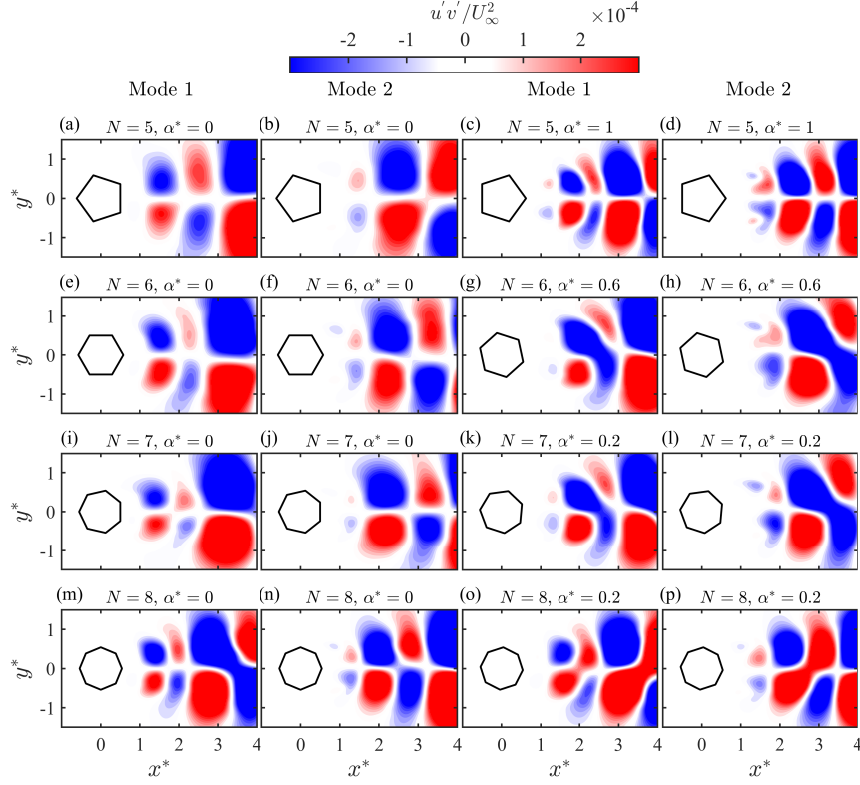 u′v′/U²∞ ×10⁻⁴
-2 -1 0 1 2
Mode 1 Mode 2 Mode 1 Mode 2
(a) N = 5, α* = 0 (b) N = 5, α* = 0 (c) N = 5, α* = 1 (d) N = 5, α* = 1
1
0
-1
y*
(e) N = 6, α* = 0 (f) N = 6, α* = 0 (g) N = 6, α* = 0.6 (h) N = 6, α* = 0.6
1
0
-1
y*
(i) N = 7, α* = 0 (j) N = 7, α* = 0 (k) N = 7, α* = 0.2 (l) N = 7, α* = 0.2
1
0
-1
y*
(m) N = 8, α* = 0 (n) N = 8, α* = 0 (o) N = 8, α* = 0.2 (p) N = 8, α* = 0.2
1
0
-1
y*
0 1 2 3 4 0 1 2 3 4 0 1 2 3 4 0 1 2 3 4
x* x* x* x*